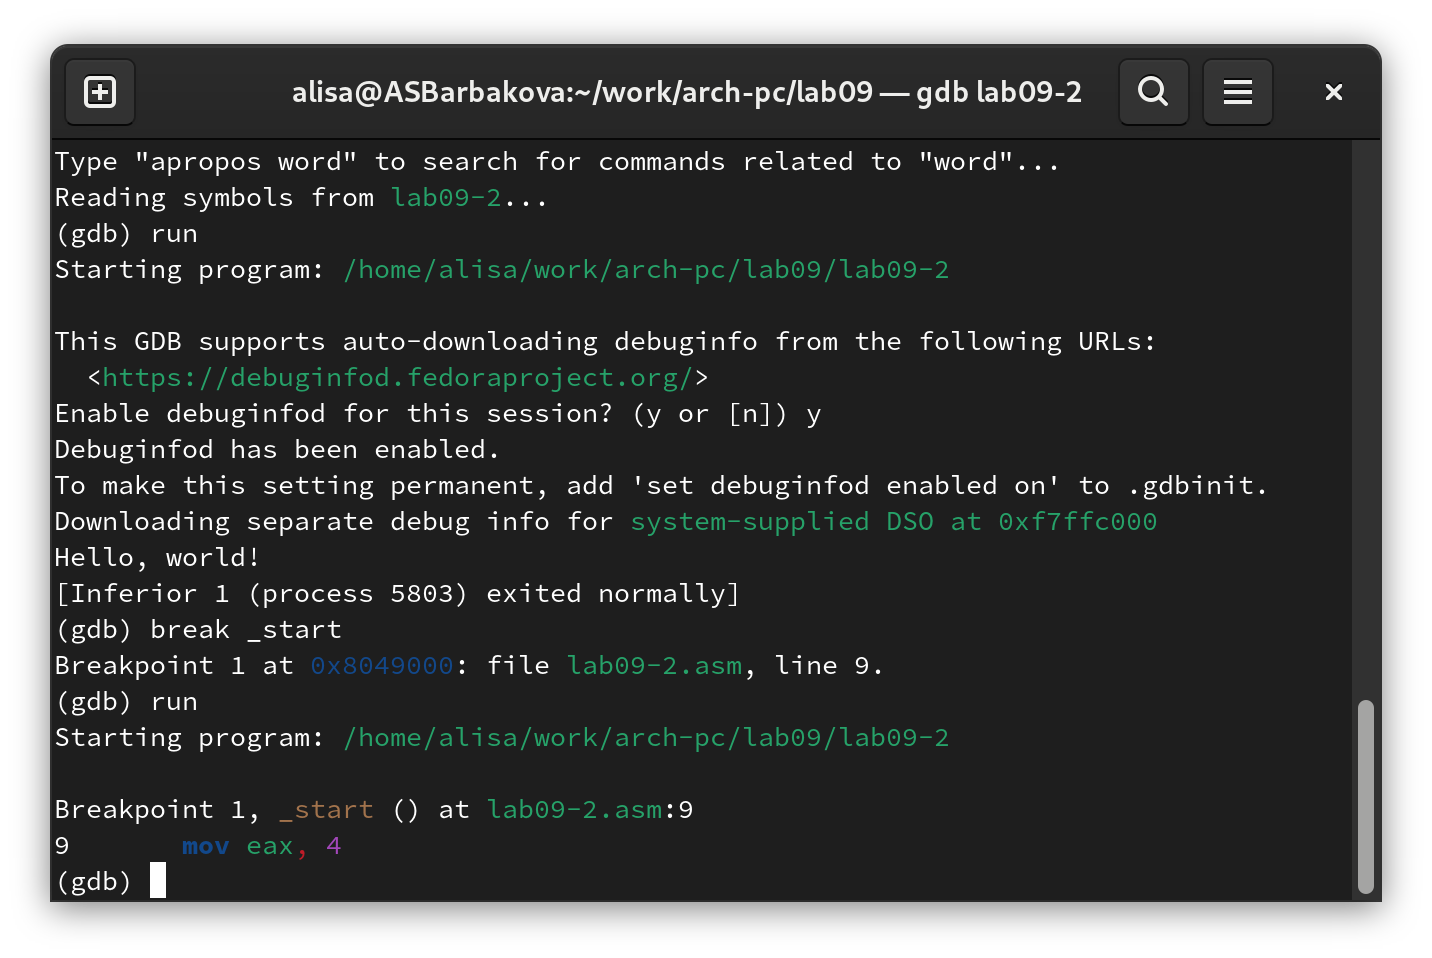 alisa@ASBarbakova:~/work/arch-pc/lab09 — gdb lab09-2
Type "apropos word" to search for commands related to "word"...
Reading symbols from lab09-2...
(gdb) run
Starting program: /home/alisa/work/arch-pc/lab09/lab09-2
This GDB supports auto-downloading debuginfo from the following URLs:
  <https://debuginfod.fedoraproject.org/>
Enable debuginfod for this session? (y or [n]) y
Debuginfod has been enabled.
To make this setting permanent, add 'set debuginfod enabled on' to .gdbinit.
Downloading separate debug info for system-supplied DSO at 0xf7ffc000
Hello, world!
[Inferior 1 (process 5803) exited normally]
(gdb) break _start
Breakpoint 1 at 0x8049000: file lab09-2.asm, line 9.
(gdb) run
Starting program: /home/alisa/work/arch-pc/lab09/lab09-2
Breakpoint 1, _start () at lab09-2.asm:9
9       mov eax, 4
(gdb)